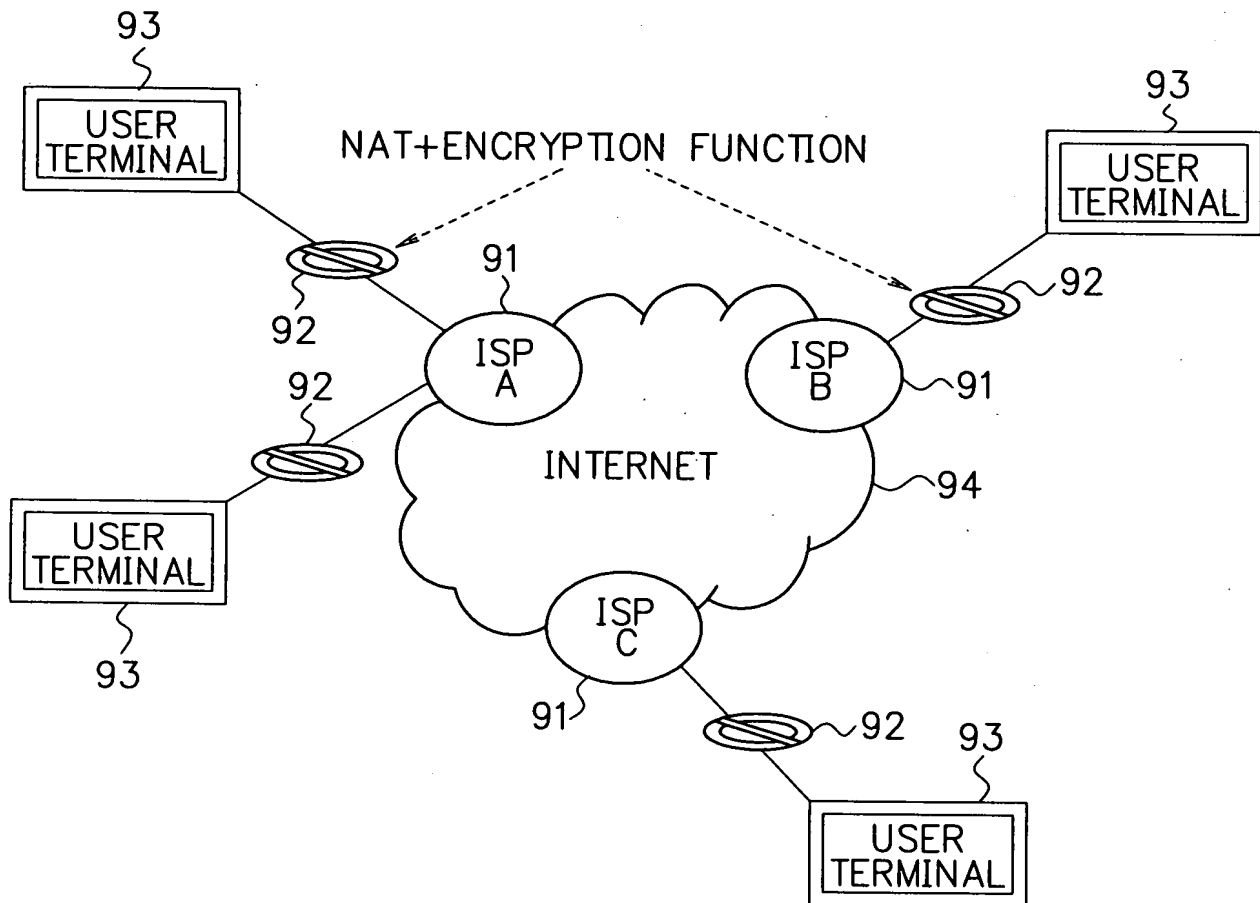 93
USER
TERMINAL
93
USER
TERMINAL
NAT+ENCRYPTION FUNCTION
92
91
ISP
A
ISP
B
92
91
92
INTERNET
94
USER
TERMINAL
93
ISP
C
91
92
93
USER
TERMINAL